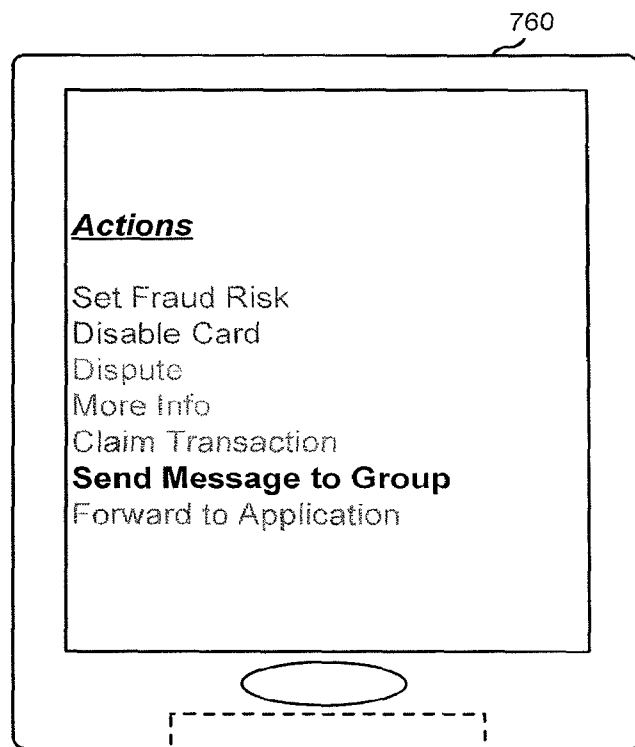 760
Actions
Set Fraud Risk
Disable Card
Dispute
More Info
Claim Transaction
Send Message to Group
Forward to Application